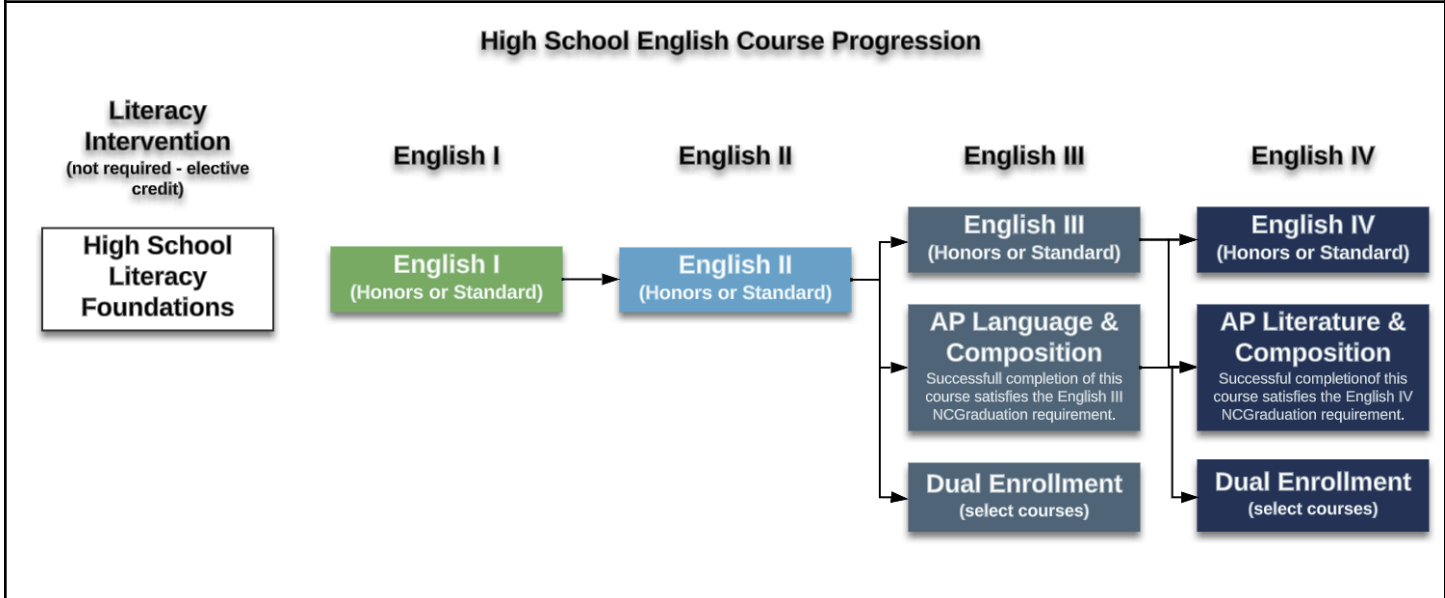 High School English Course Progression
Literacy
Intervention
(not required - elective
credit)
English I
English II
English III
English IV
High School
Literacy
Foundations
English I
(Honors or Standard)
English II
(Honors or Standard)
English III
(Honors or Standard)
English IV
(Honors or Standard)
AP Language &
Composition
Successfull completion of this
course satisfies the English III
NCGraduation requirement.
AP Literature &
Composition
Successful completionof this
course satisfies the English IV
NCGraduation requirement.
Dual Enrollment
(select courses)
Dual Enrollment
(select courses)